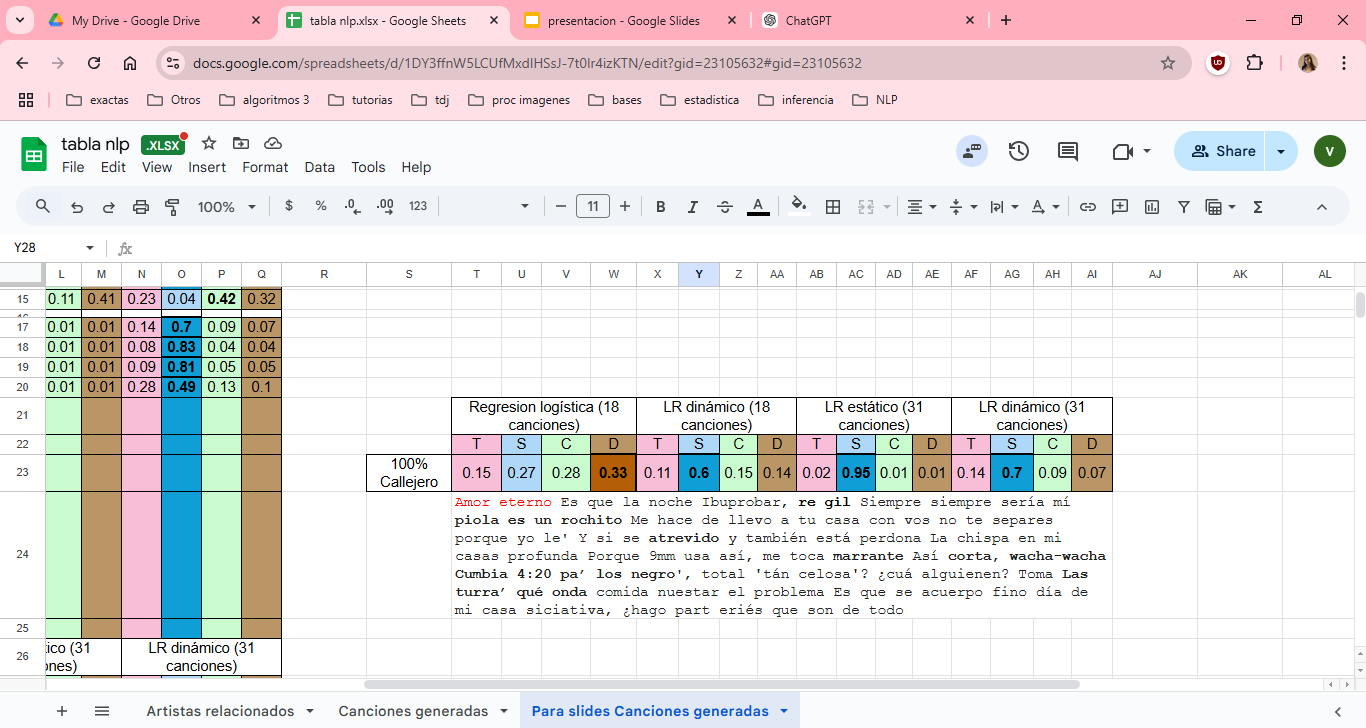 My Drive - Google Drive
tabla nlp.xlsx - Google Sheets
presentacion - Google Slides
ChatGPT
docs.google.com/spreadsheets/d/1DY3ffnW5LCUfMxdIHSsJ-7t0Ir4izKTN/edit?gid=23105632#gid=23105632
exactas Otros algoritmos 3 tutorias tdj proc imagenes bases estadistica inferencia NLP
tabla nlp .XLSX
File Edit View Insert Format Data Tools Help
Share
V
100% $ % .0 .00 123 11 B I A
Y28 fx
L M N O P Q R S T U V W X Y Z AA AB AC AD AE AF AG AH AI AJ AK AL
15 0.11 0.41 0.23 0.04 0.42 0.32
17 0.01 0.01 0.14 0.7 0.09 0.07
18 0.01 0.01 0.08 0.83 0.04 0.04
19 0.01 0.01 0.09 0.81 0.05 0.05
20 0.01 0.01 0.28 0.49 0.13 0.1
21
Regresion logística (18 canciones)
LR dinámico (18 canciones)
LR estático (31 canciones)
LR dinámico (31 canciones)
22 T S C D T S C D T S C D T S C D
23 100% Callejero 0.15 0.27 0.28 0.33 0.11 0.6 0.15 0.14 0.02 0.95 0.01 0.01 0.14 0.7 0.09 0.07
24
Amor eterno Es que la noche Ibuprobar, re gil Siempre siempre sería mí
piola es un rochito Me hace de llevo a tu casa con vos no te separes
porque yo le' Y si se atrevido y también está perdona La chispa en mi
casas profunda Porque 9mm usa así, me toca marrante Así corta, wacha-wacha
Cumbia 4:20 pa’ los negro', total 'tán celosa'? ¿cuá alguienen? Toma Las
turra’ qué onda comida nuestar el problema Es que se acuerpo fino día de
mi casa siciativa, ¿hago part eriés que son de todo
25
26 tico (31
ones)
LR dinámico (31
canciones)
Artistas relacionados
Canciones generadas
Para slides Canciones generadas